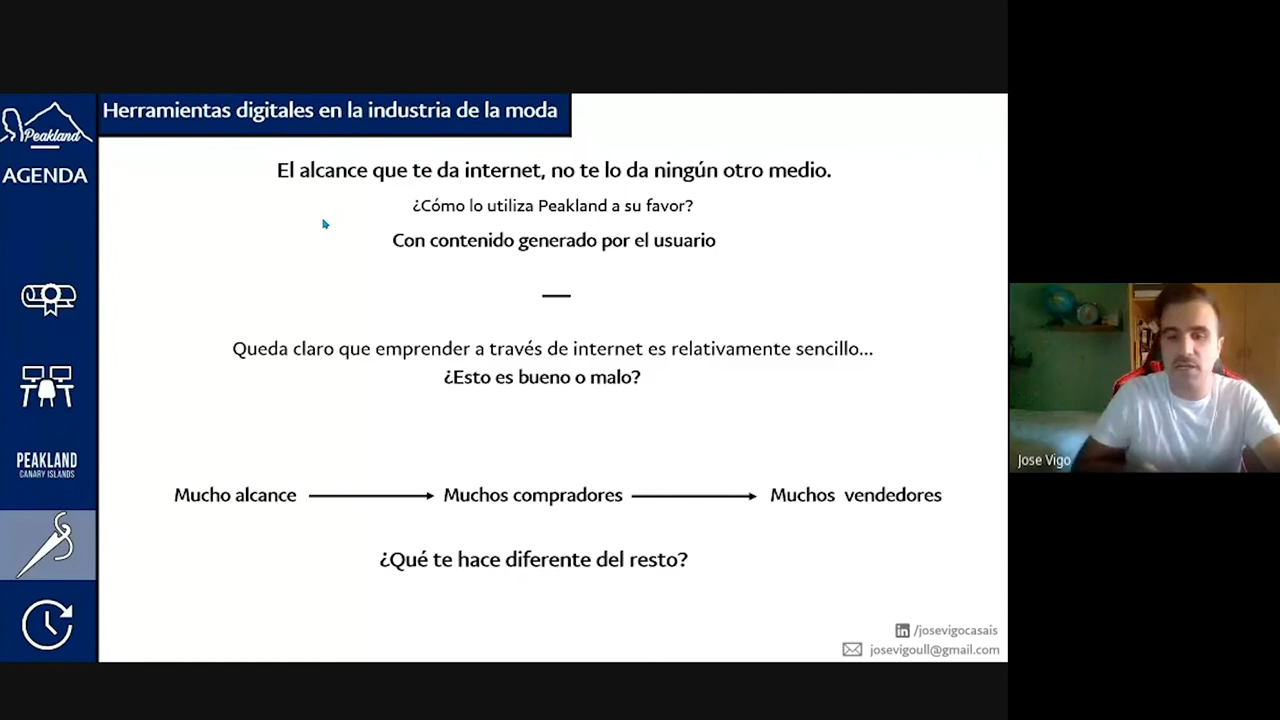 Peakland
AGENDA
PEAKLAND
CANARY ISLANDS
Herramientas digitales en la industria de la moda
El alcance que te da internet, no te lo da ningún otro medio.
¿Cómo lo utiliza Peakland a su favor?
Con contenido generado por el usuario
Queda claro que emprender a través de internet es relativamente sencillo...
¿Esto es bueno o malo?
Mucho alcance
Muchos compradores
Muchos vendedores
¿Qué te hace diferente del resto?
/josevigocasais
josevigoull@gmail.com
Jose Vigo